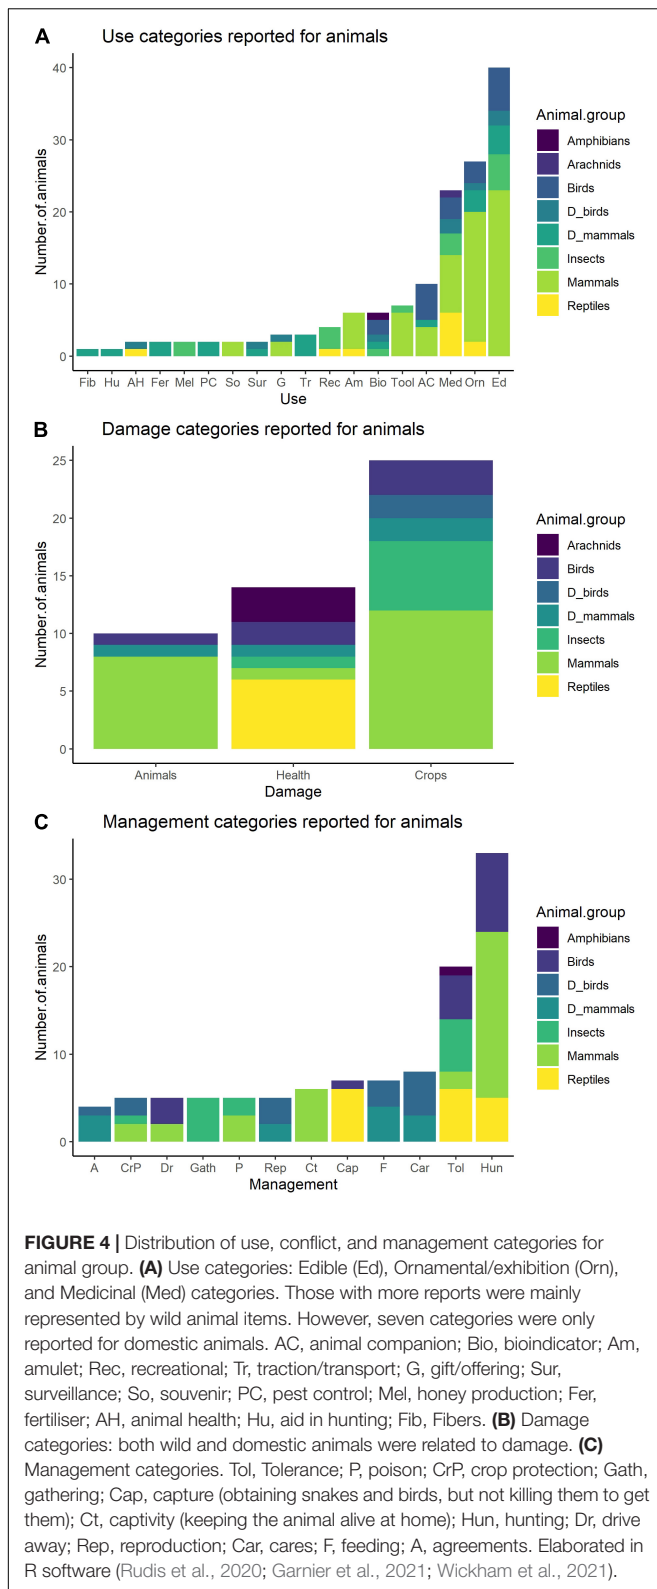 A Use categories reported for animals
Number.of.animals
40
30
20
10
0
Fib Hu AH Fer Mel PC So Sur G Tr Rec Am Bio Tool AC Med Orn Ed
Use
Animal.group
Amphibians
Arachnids
Birds
D_birds
D_mammals
Insects
Mammals
Reptiles
B Damage categories reported for animals
Number.of.animals
25
20
15
10
5
0
Animals Health Crops
Damage
Animal.group
Arachnids
Birds
D_birds
D_mammals
Insects
Mammals
Reptiles
C Management categories reported for animals
Number.of.animals
30
20
10
0
A CrP Dr Gath P Rep Ct Cap F Car Tol Hun
Management
Animal.group
Amphibians
Birds
D_birds
D_mammals
Insects
Mammals
Reptiles
FIGURE 4 | Distribution of use, conflict, and management categories for
animal group. (A) Use categories: Edible (Ed), Ornamental/exhibition (Orn),
and Medicinal (Med) categories. Those with more reports were mainly
represented by wild animal items. However, seven categories were only
reported for domestic animals. AC, animal companion; Bio, bioindicator; Am,
amulet; Rec, recreational; Tr, traction/transport; G, gift/offering; Sur,
surveillance; So, souvenir; PC, pest control; Mel, honey production; Fer,
fertiliser; AH, animal health; Hu, aid in hunting; Fib, Fibers. (B) Damage
categories: both wild and domestic animals were related to damage. (C)
Management categories. Tol, Tolerance; P, poison; CrP, crop protection; Gath,
gathering; Cap, capture (obtaining snakes and birds, but not killing them to get
them); Ct, captivity (keeping the animal alive at home); Hun, hunting; Dr, drive
away; Rep, reproduction; Car, cares; F, feeding; A, agreements. Elaborated in
R software (Rudis et al., 2020; Garnier et al., 2021; Wickham et al., 2021).